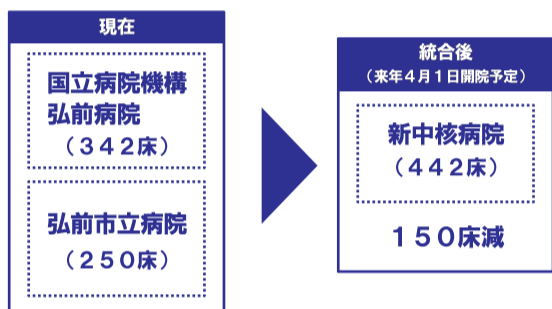 現在
国立病院機構
弘前病院
（３４２床）
弘前市立病院
（２５０床）
統合後
（来年４月１日開院予定）
新中核病院
（４４２床）
１５０床減